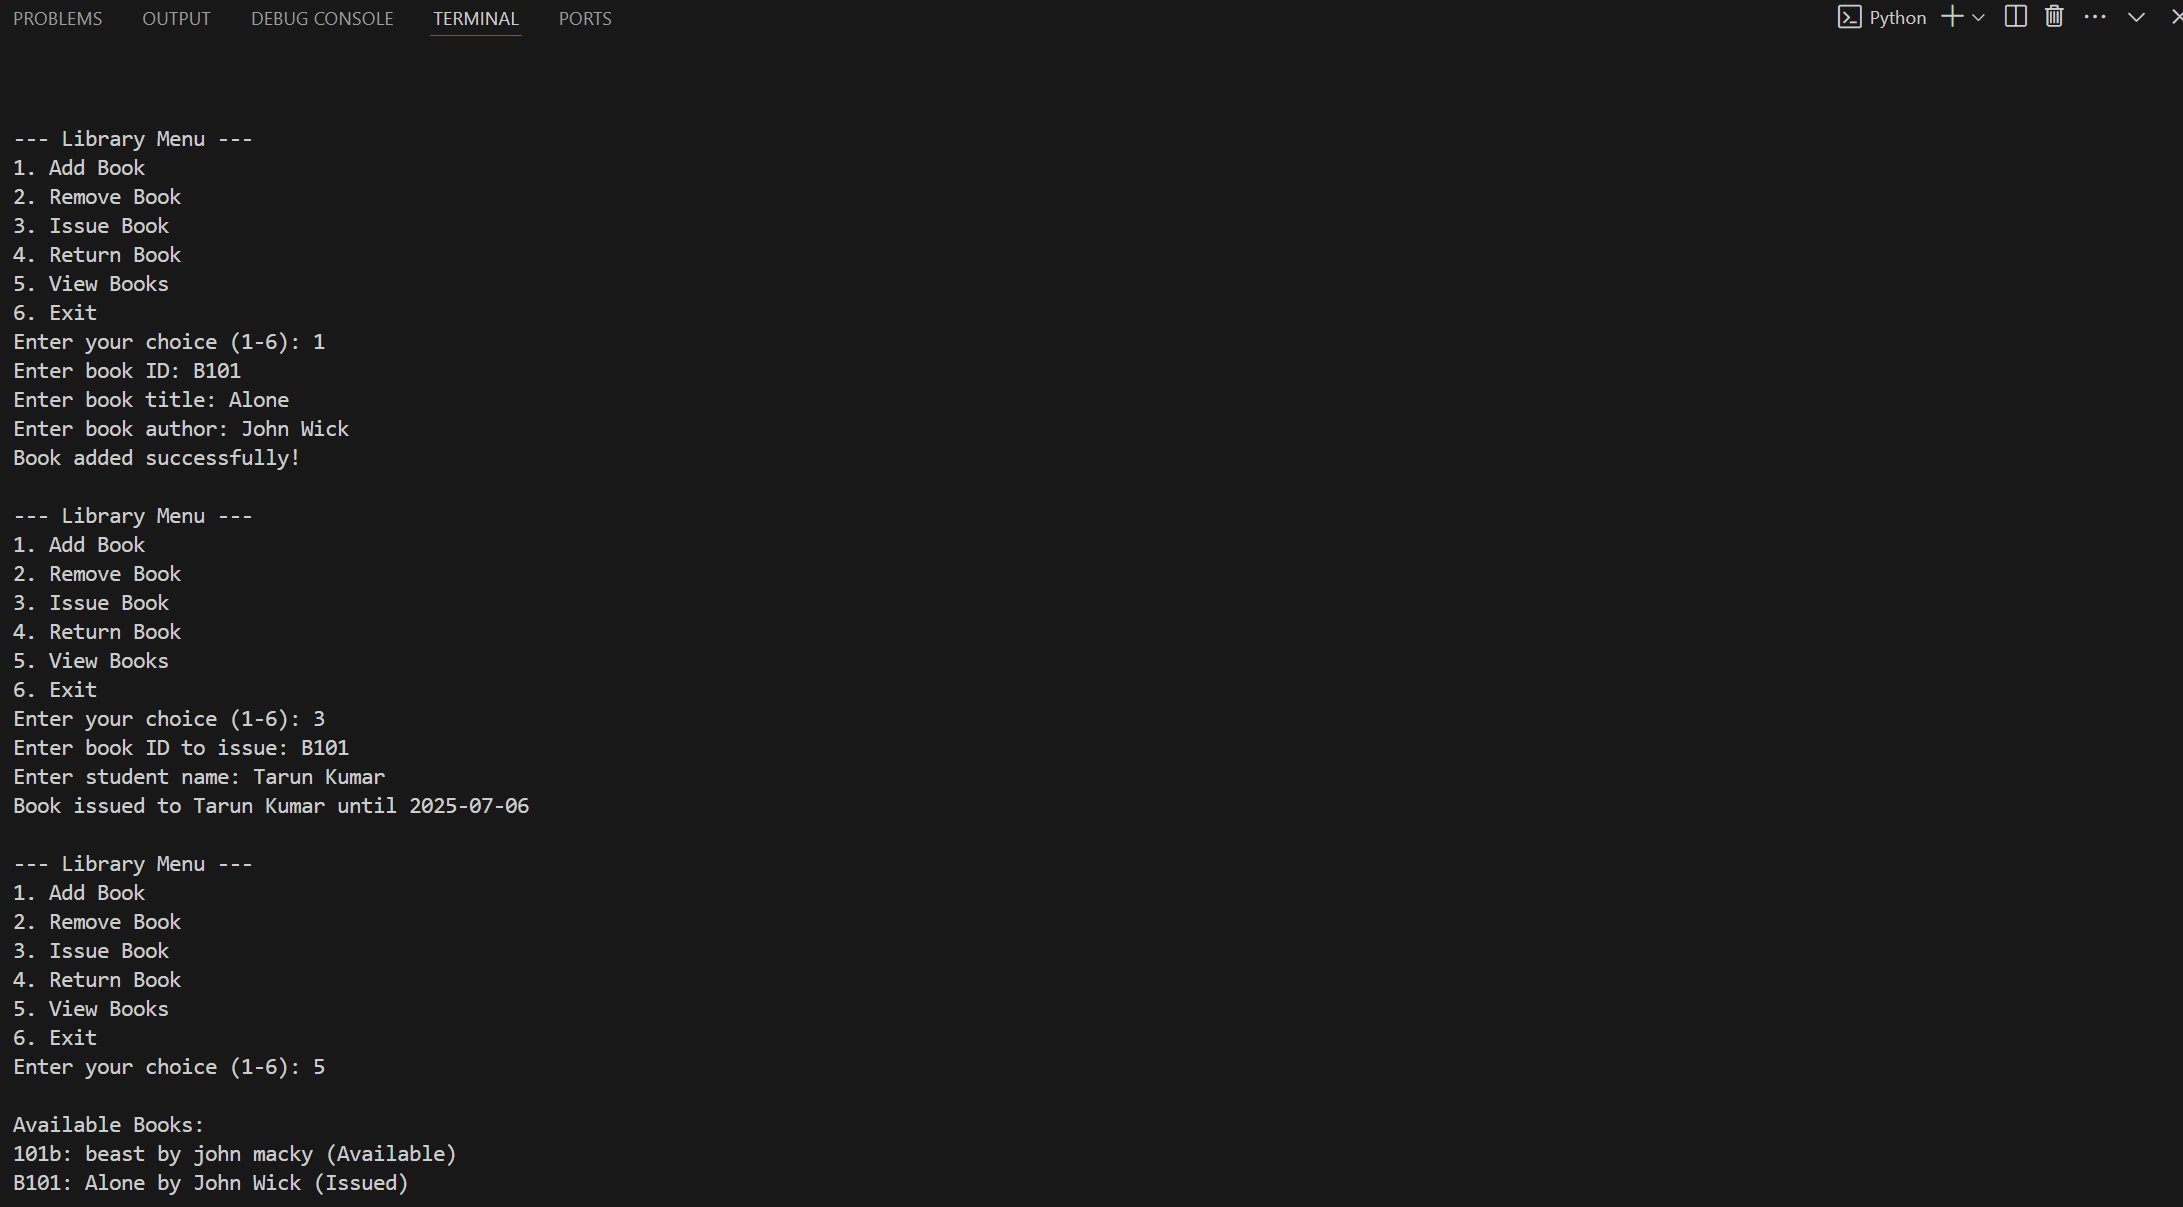 PROBLEMS OUTPUT DEBUG CONSOLE TERMINAL PORTS Python
--- Library Menu ---
1. Add Book
2. Remove Book
3. Issue Book
4. Return Book
5. View Books
6. Exit
Enter your choice (1-6): 1
Enter book ID: B101
Enter book title: Alone
Enter book author: John Wick
Book added successfully!
--- Library Menu ---
1. Add Book
2. Remove Book
3. Issue Book
4. Return Book
5. View Books
6. Exit
Enter your choice (1-6): 3
Enter book ID to issue: B101
Enter student name: Tarun Kumar
Book issued to Tarun Kumar until 2025-07-06
--- Library Menu ---
1. Add Book
2. Remove Book
3. Issue Book
4. Return Book
5. View Books
6. Exit
Enter your choice (1-6): 5
Available Books:
101b: beast by john macky (Available)
B101: Alone by John Wick (Issued)